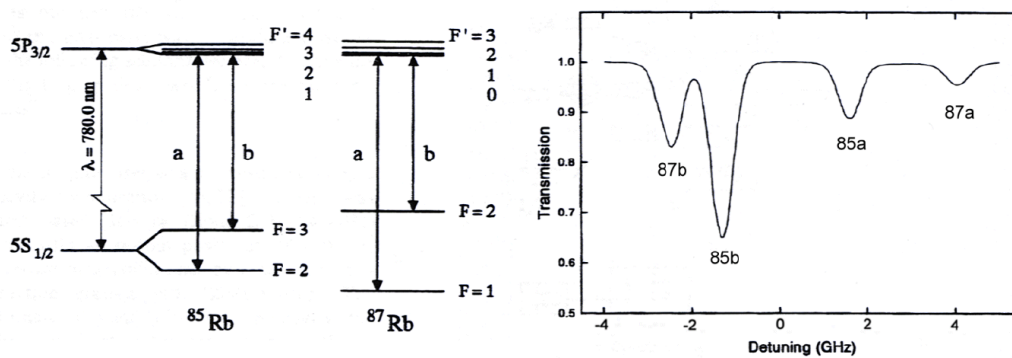 5P3/2
λ = 780.0 nm
5S1/2
F' = 4
3
2
1
a
b
F = 3
F = 2
85Rb
F' = 3
2
1
0
a
b
F = 2
F = 1
87Rb
Transmission
1.0
0.9
0.8
0.7
0.6
0.5
87b
85b
85a
87a
-4
-2
0
2
4
Detuning (GHz)